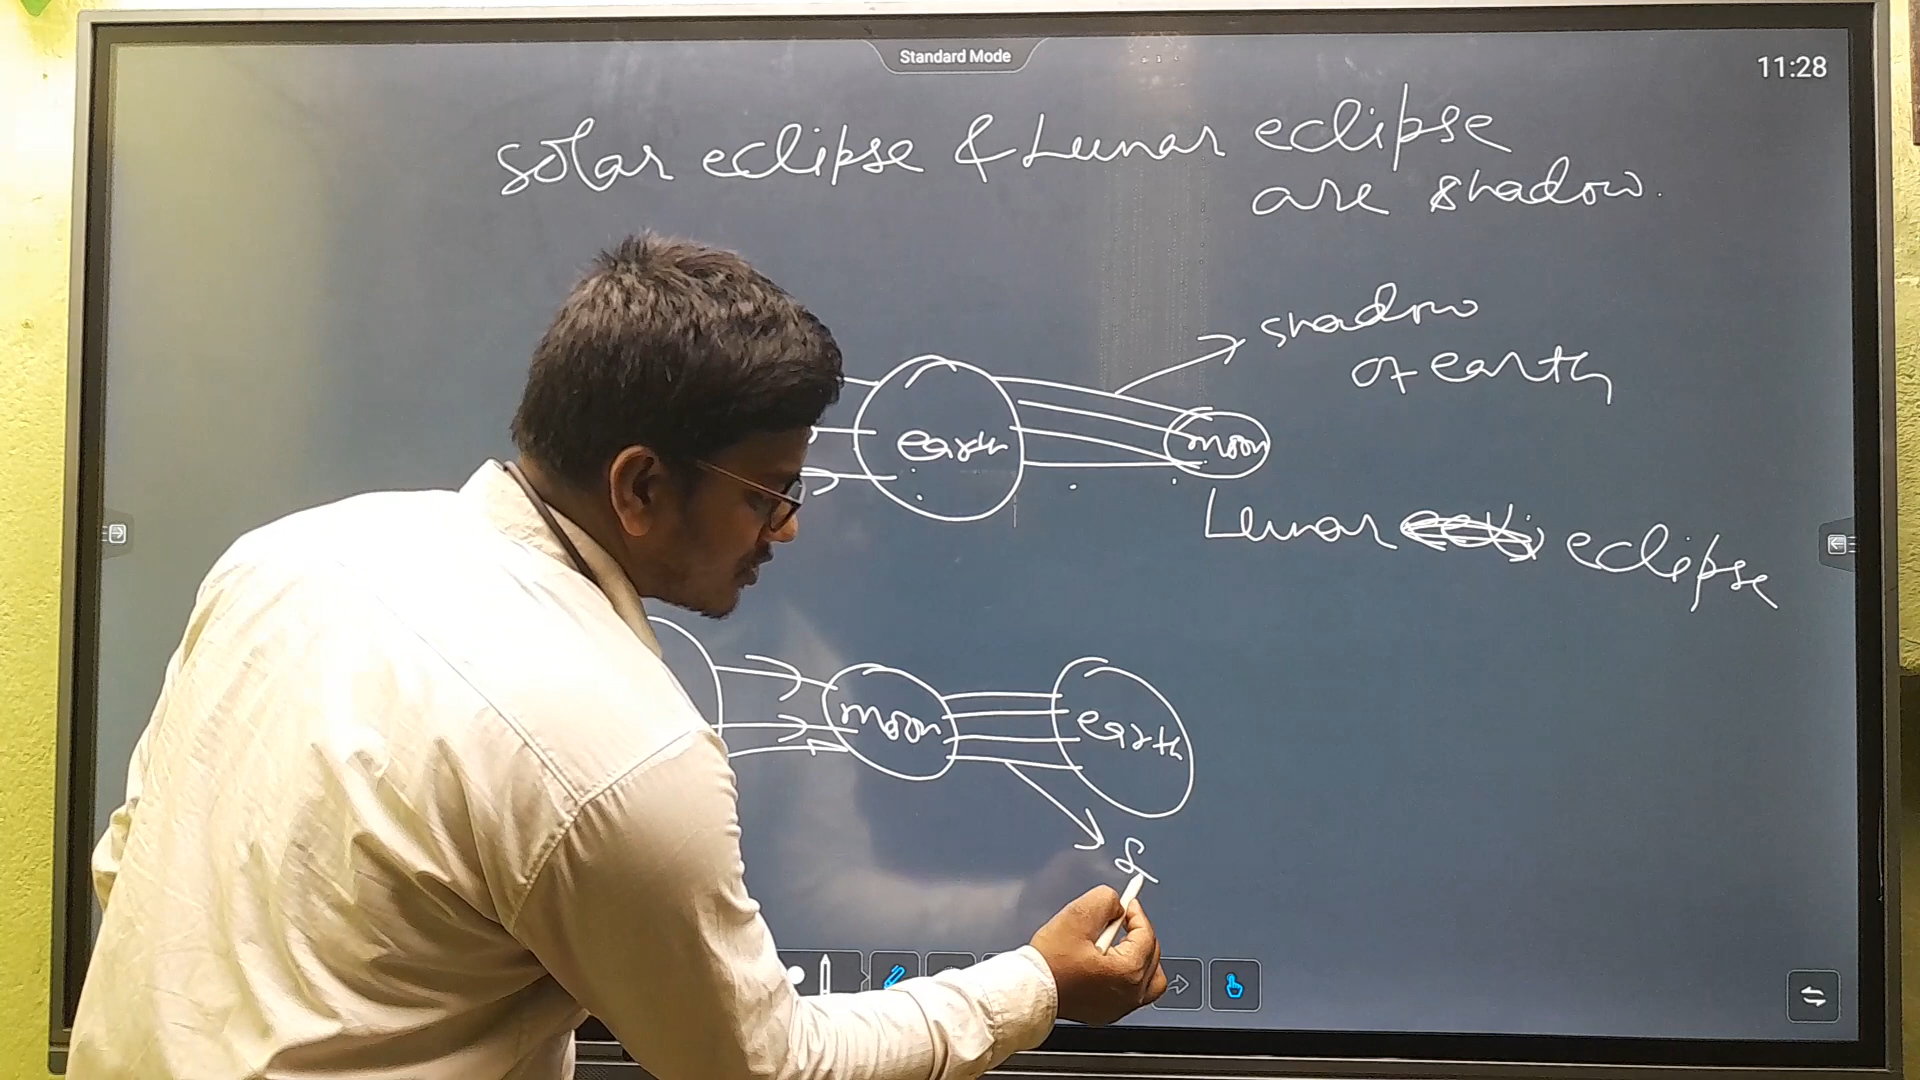 Standard Mode
11:28
solar eclipse & Lunar eclipse
are shadow.
shadow
of earth
earth
moon
Lunar eclipse
moon
earth
S